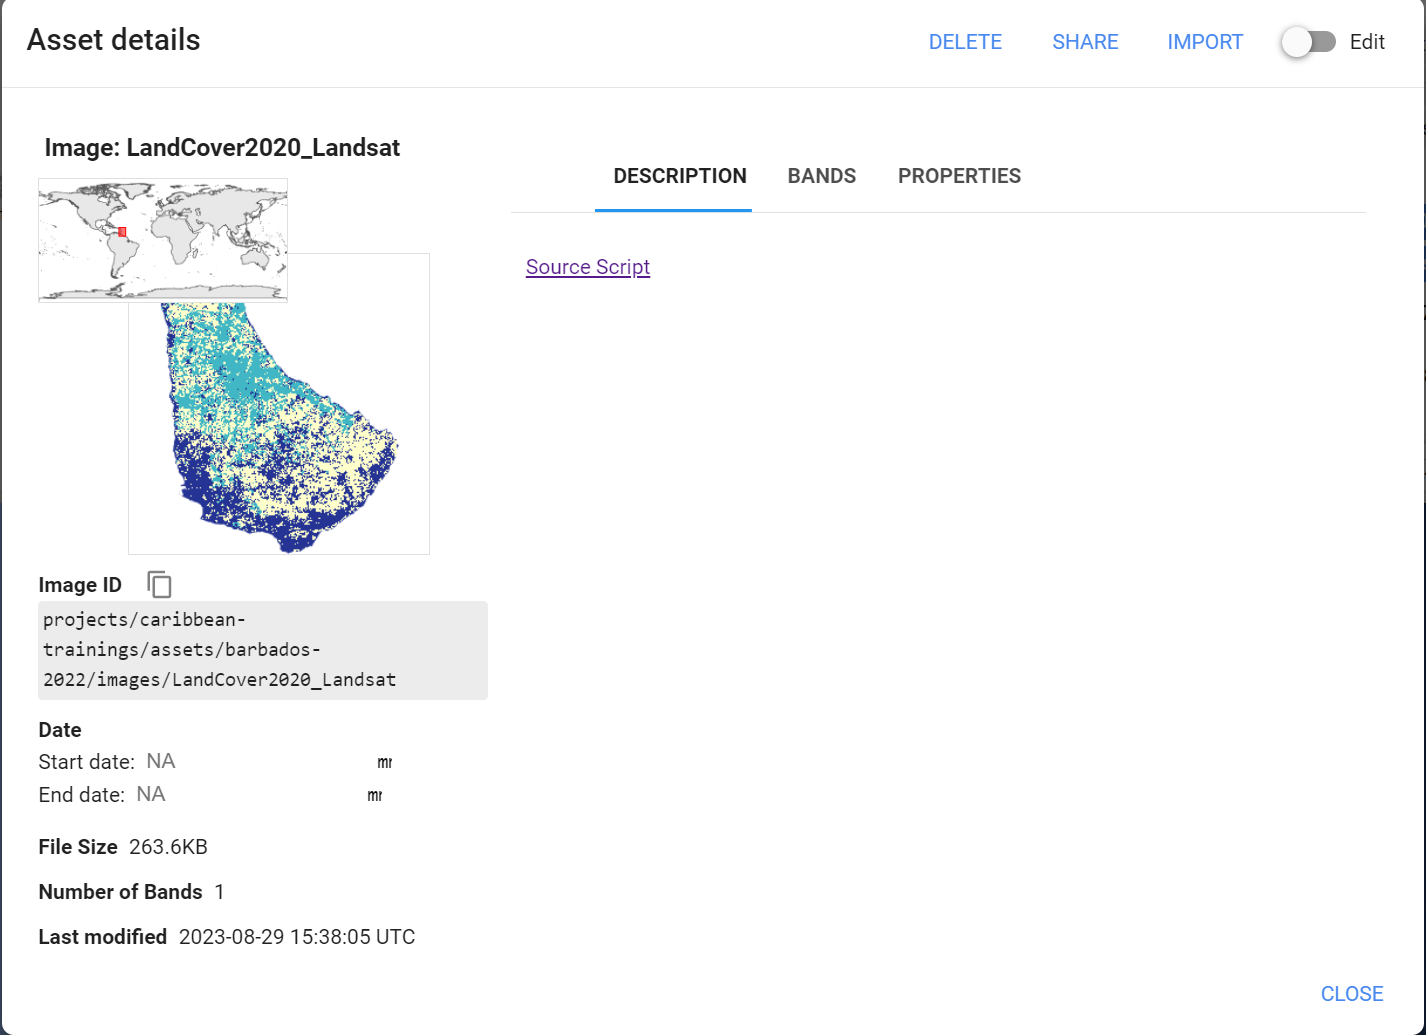 Asset details
DELETE SHARE IMPORT Edit
Image: LandCover2020_Landsat
DESCRIPTION BANDS PROPERTIES
Source Script
Image ID
projects/caribbean-
trainings/assets/barbados-
2022/images/LandCover2020_Landsat
Date
Start date: NA
End date: NA
File Size 263.6KB
Number of Bands 1
Last modified 2023-08-29 15:38:05 UTC
CLOSE